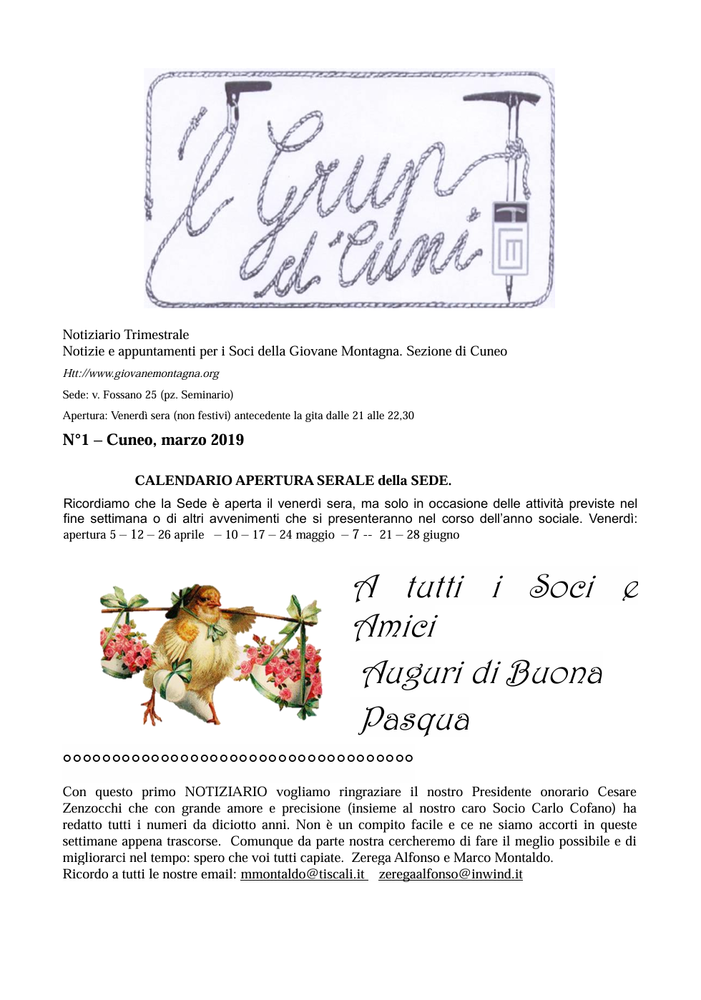 'l Grup
d' Cuni
GM
Notiziario Trimestrale
Notizie e appuntamenti per i Soci della Giovane Montagna. Sezione di Cuneo
Htt://www.giovanemontagna.org
Sede: v. Fossano 25 (pz. Seminario)
Apertura: Venerdì sera (non festivi) antecedente la gita dalle 21 alle 22,30
N°1 – Cuneo, marzo 2019
CALENDARIO APERTURA SERALE della SEDE.
Ricordiamo che la Sede è aperta il venerdì sera, ma solo in occasione delle attività previste nel
fine settimana o di altri avvenimenti che si presenteranno nel corso dell'anno sociale. Venerdì:
apertura 5 – 12 – 26 aprile – 10 – 17 – 24 maggio – 7 -- 21 – 28 giugno
A tutti i Soci e
Amici
Auguri di Buona
Pasqua
°°°°°°°°°°°°°°°°°°°°°°°°°°°°°°°°°°°°
Con questo primo NOTIZIARIO vogliamo ringraziare il nostro Presidente onorario Cesare
Zenzocchi che con grande amore e precisione (insieme al nostro caro Socio Carlo Cofano) ha
redatto tutti i numeri da diciotto anni. Non è un compito facile e ce ne siamo accorti in queste
settimane appena trascorse. Comunque da parte nostra cercheremo di fare il meglio possibile e di
migliorarci nel tempo: spero che voi tutti capiate. Zerega Alfonso e Marco Montaldo.
Ricordo a tutti le nostre email: mmontaldo@tiscali.it zeregaalfonso@inwind.it